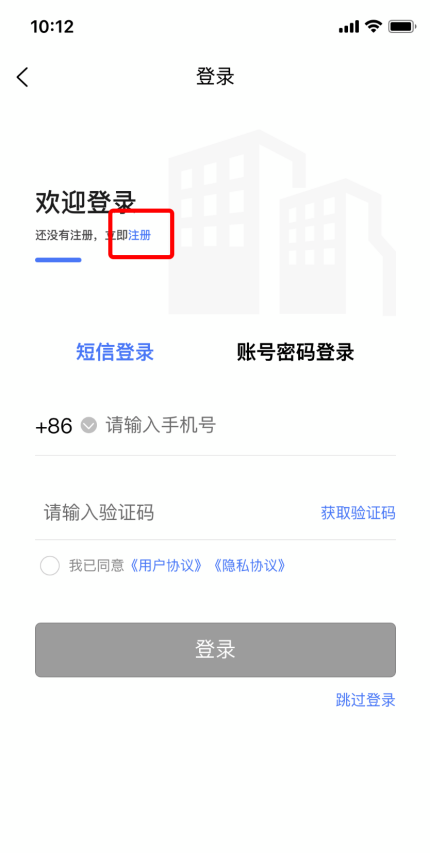 10:12
登录
欢迎登录
还没有注册，立即注册
短信登录 账号密码登录
+86 请输入手机号
请输入验证码 获取验证码
我已同意《用户协议》《隐私协议》
登录
跳过登录